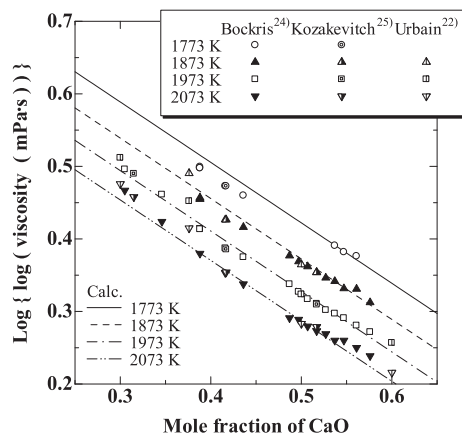 Bockris24) Kozakevitch25) Urbain22)
1773 K
1873 K
1973 K
2073 K
0.7
0.6
0.5
0.4
0.3
0.2
Log { log ( viscosity ( mPa·s ) ) }
Calc.
1773 K
1873 K
1973 K
2073 K
0.3 0.4 0.5 0.6
Mole fraction of CaO